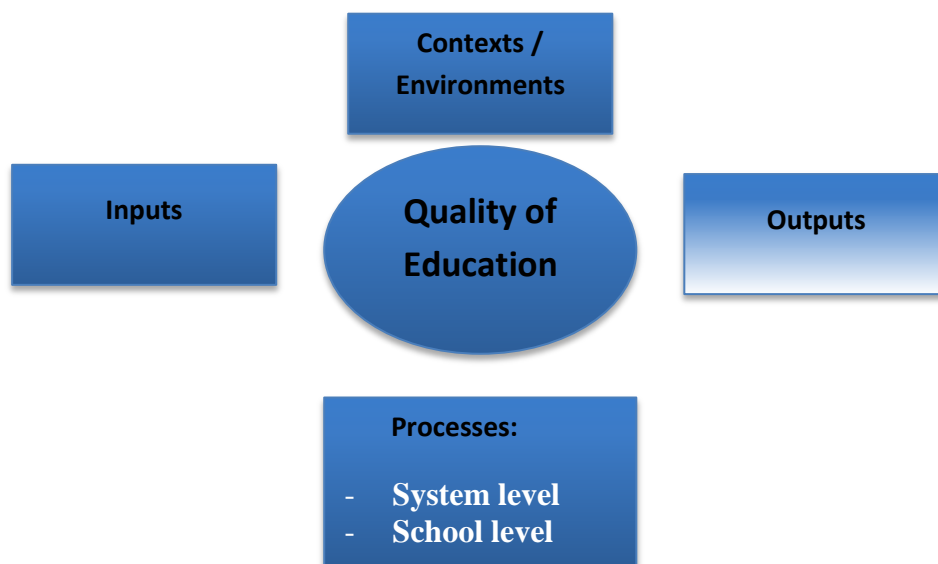 Contexts /
Environments
Inputs
Quality of
Education
Outputs
Processes:
- System level
- School level